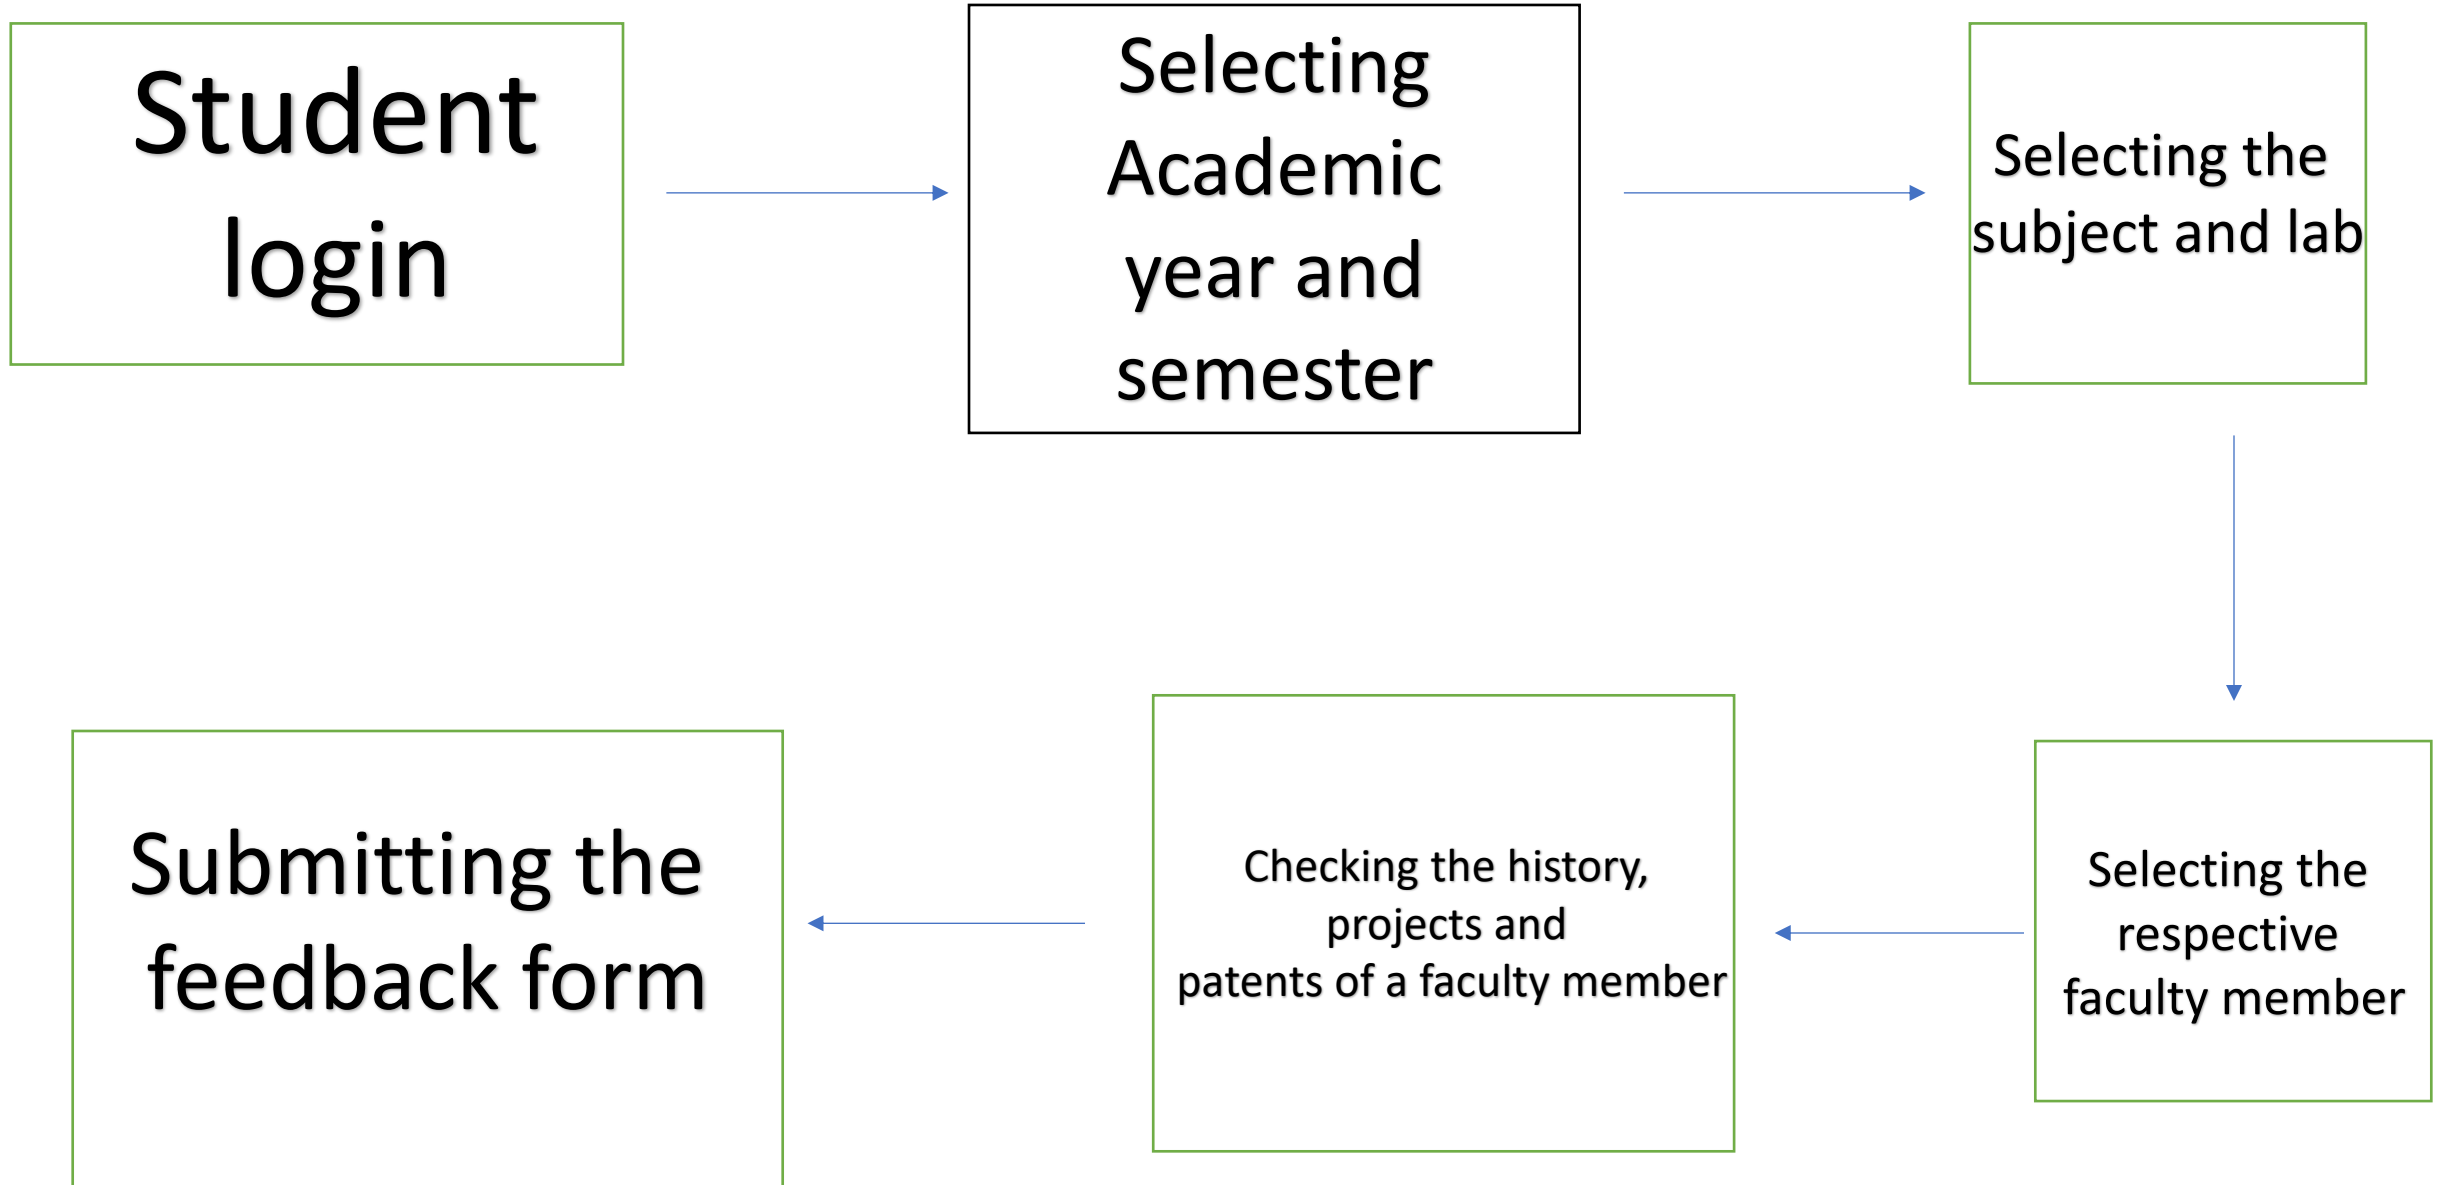 Student
login
Selecting
Academic
year and
semester
Selecting the
subject and lab
Selecting the
respective
faculty member
Checking the history,
projects and
patents of a faculty member
Submitting the
feedback form